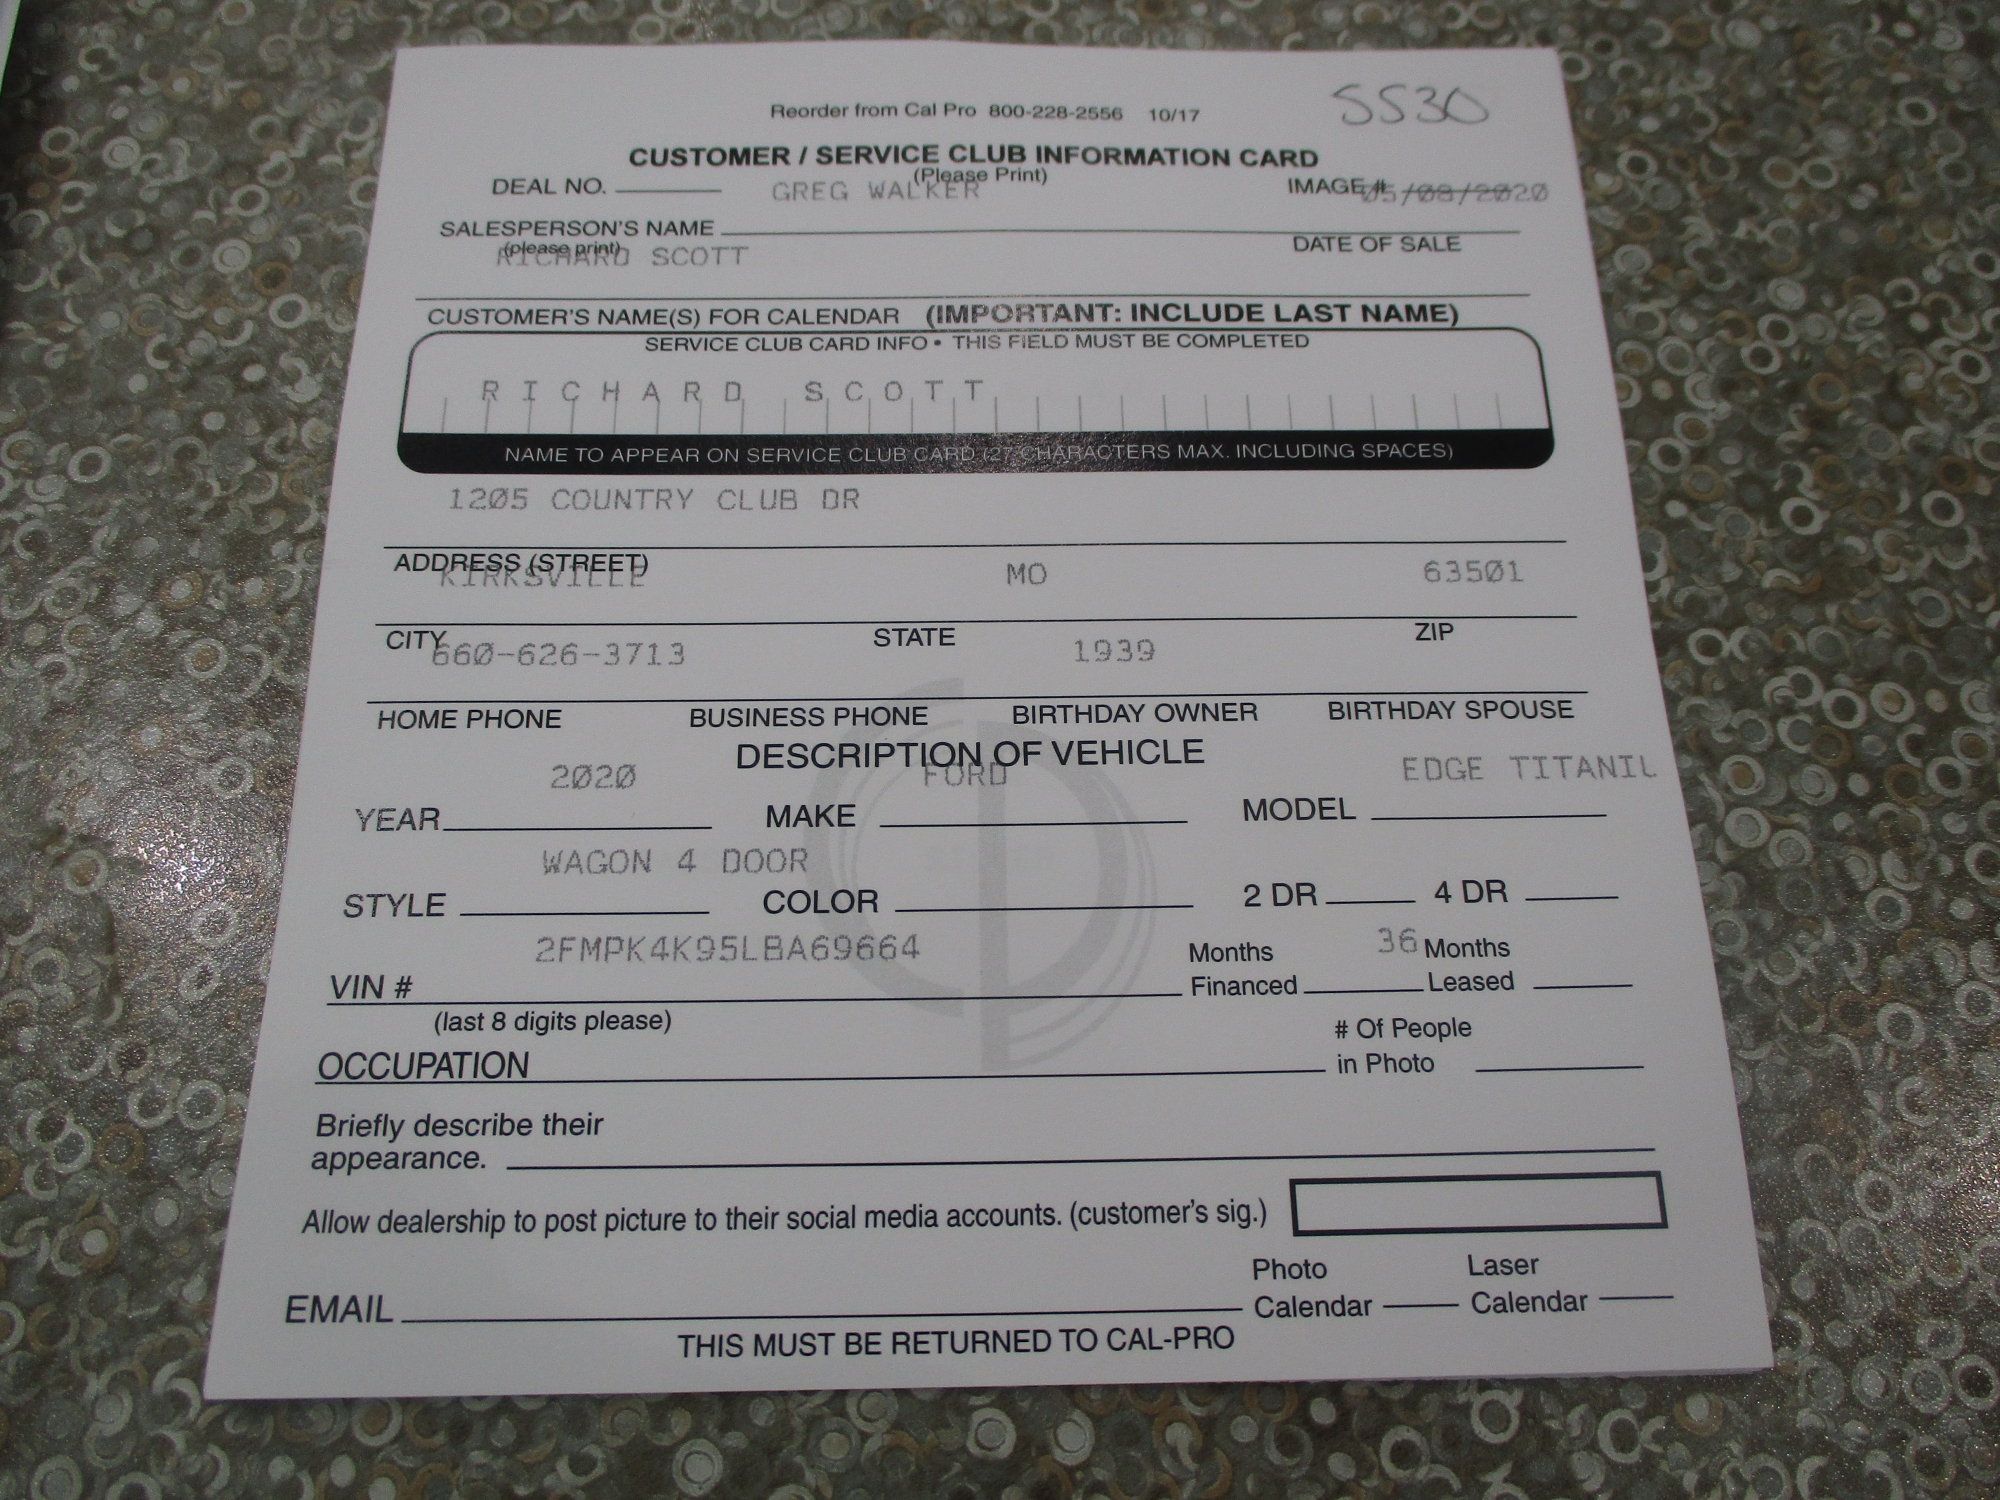 Reorder from Cal Pro 800-228-2556 10/17 5530
CUSTOMER / SERVICE CLUB INFORMATION CARD
(Please Print)
DEAL NO. GREG WALKER IMAGE# 05/08/2020
SALESPERSON'S NAME
(please print) DATE OF SALE
RICHARD SCOTT
CUSTOMER'S NAME(S) FOR CALENDAR (IMPORTANT: INCLUDE LAST NAME)
SERVICE CLUB CARD INFO • THIS FIELD MUST BE COMPLETED
RICHARD SCOTT
NAME TO APPEAR ON SERVICE CLUB CARD (27 CHARACTERS MAX. INCLUDING SPACES)
1205 COUNTRY CLUB DR
ADDRESS (STREET)
KIRKSVILLE MO 63501
CITY STATE ZIP
660-626-3713 1939
HOME PHONE BUSINESS PHONE BIRTHDAY OWNER BIRTHDAY SPOUSE
DESCRIPTION OF VEHICLE
2020 FORD EDGE TITANIL
YEAR MAKE MODEL
WAGON 4 DOOR
STYLE COLOR 2 DR 4 DR
2FMPK4K95LBA69664 Months 36 Months
VIN # Financed Leased
(last 8 digits please) # Of People
OCCUPATION in Photo
Briefly describe their
appearance.
Allow dealership to post picture to their social media accounts. (customer's sig.)
Photo Laser
EMAIL Calendar Calendar
THIS MUST BE RETURNED TO CAL-PRO